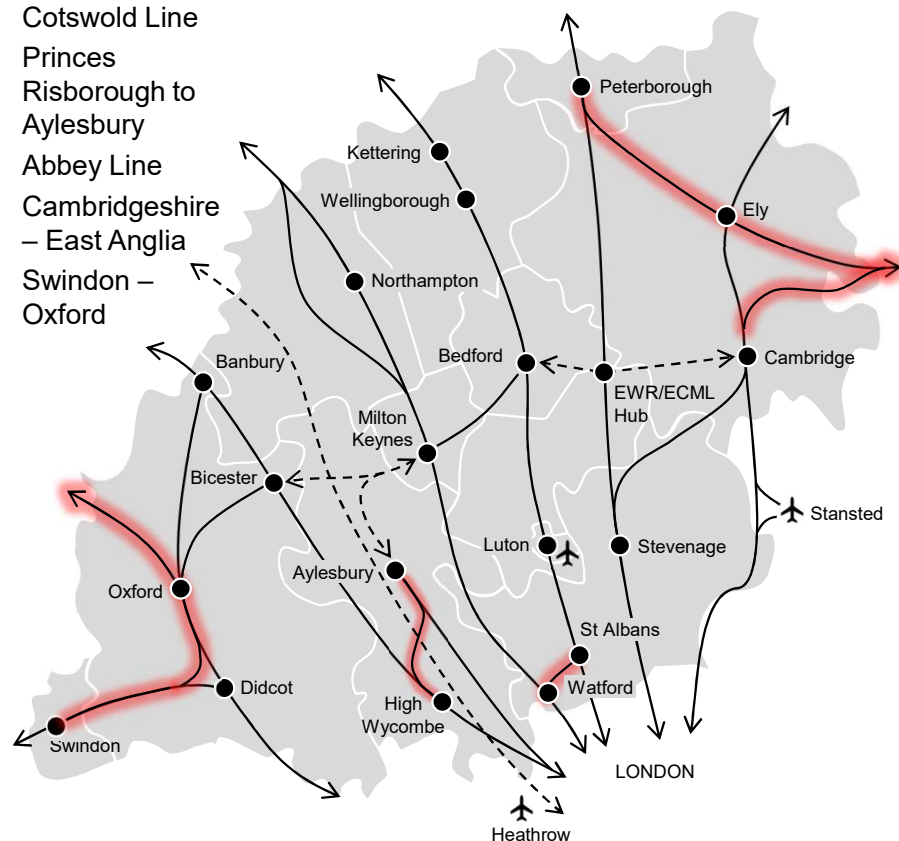 Cotswold Line
Princes
Risborough to
Aylesbury
Abbey Line
Cambridgeshire
– East Anglia
Swindon –
Oxford
Peterborough
Kettering
Wellingborough
Ely
Northampton
Bedford
Cambridge
Banbury
EWR/ECML
Hub
Milton
Keynes
Bicester
Stansted
Luton
Stevenage
Aylesbury
Oxford
St Albans
Didcot
Watford
High
Wycombe
Swindon
LONDON
Heathrow